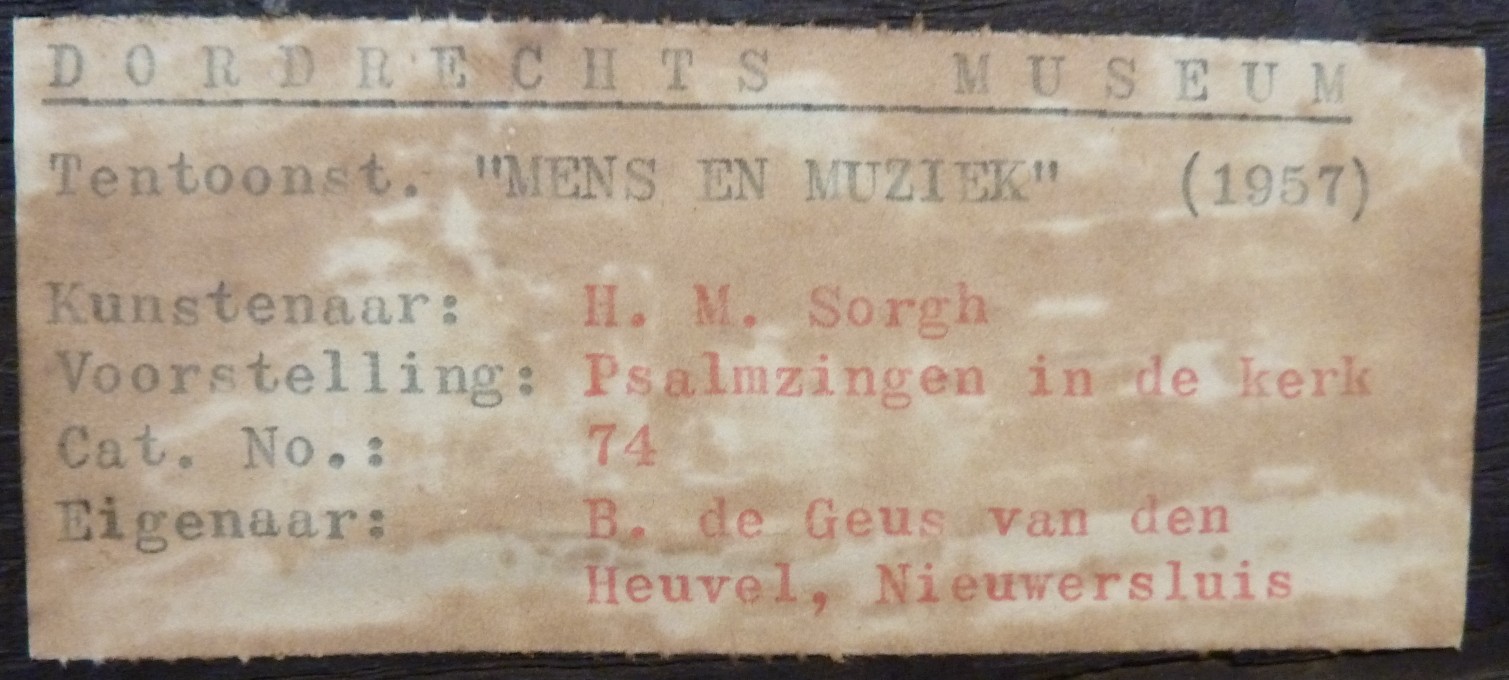 DORDRECHTS MUSEUM
Tentoonst. "MENS EN MUZIEK" (1957)
Kunstenaar: H. M. Sorgh
Voorstelling: Psalmzingen in de kerk
Cat. No.: 74
Eigenaar: B. de Geus van den
Heuvel, Nieuwersluis